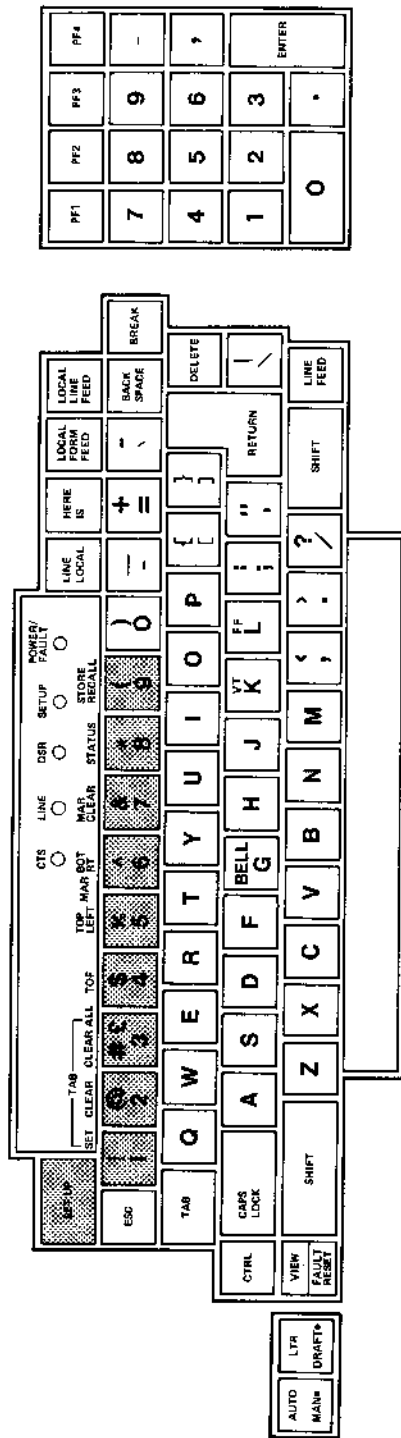 CTS LINE DSR SETUP POWER/
FAULT
LINE
LOCAL
HERE
IS
LOCAL
FORM
FEED
LOCAL
LINE
FEED
SET-UP
TAB
SET CLEAR CLEAR ALL TOP
TOP
LEFT
MAR
BOT
RT
MAR
CLEAR
STATUS
STORE
RECALL
ESC
!
1
@
2
# £
3
$
4
%
5
^
6
&
7
*
8
(
9
)
0
_
-
+
=
~
`
BACK
SPACE
BREAK
TAB
Q W E R T Y U I O P
{
[
}
]
RETURN
DELETE
CTRL
CAPS
LOCK
A S D F
BELL
G
H J
VT
K
FF
L
:
;
"
'
|
\
VIEW
FAULT
RESET
SHIFT
Z X C V B N M
<
,
>
.
?
/
SHIFT
LINE
FEED
AUTO
MAN■
LTR
DRAFT◆
PF1 PF2 PF3 PF4
7 8 9 -
4 5 6 ,
1 2 3 ENTER
0 .